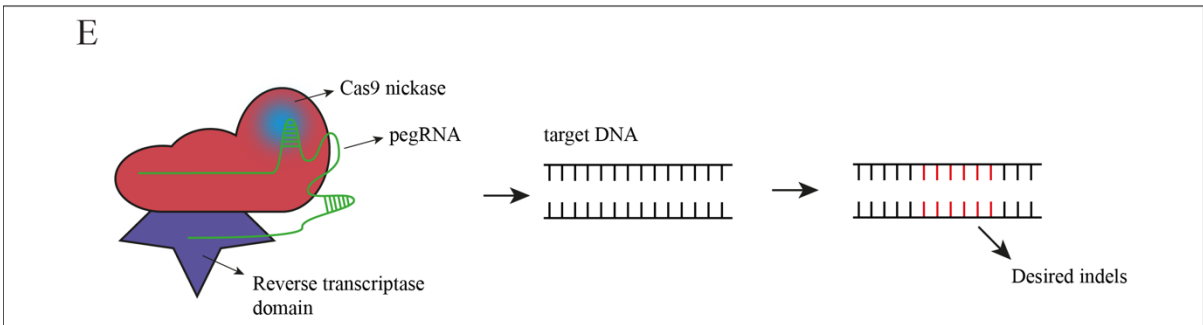 E
Cas9 nickase
pegRNA
target DNA
Reverse transcriptase
domain
Desired indels